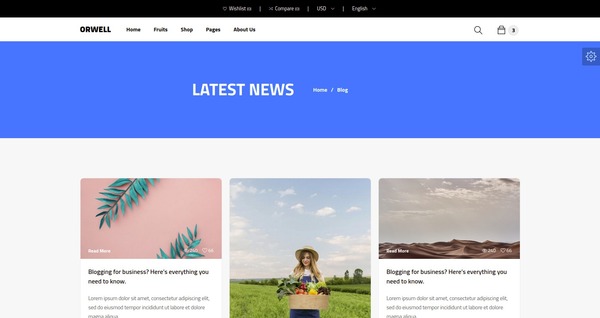 Wishlist | Compare | USD | English
ORWELL Home Fruits Shop Pages About Us 3
LATEST NEWS Home / Blog
Read More 240 66
Read More 240 66
Blogging for business? Here's everything you
need to know.
Blogging for business? Here's everything you
need to know.
Lorem ipsum dolor sit amet, consectetur adipiscing elit,
sed do eiusmod tempor incididunt ut labore et dolore
magna aliqua.
Lorem ipsum dolor sit amet, consectetur adipiscing elit,
sed do eiusmod tempor incididunt ut labore et dolore
magna aliqua.